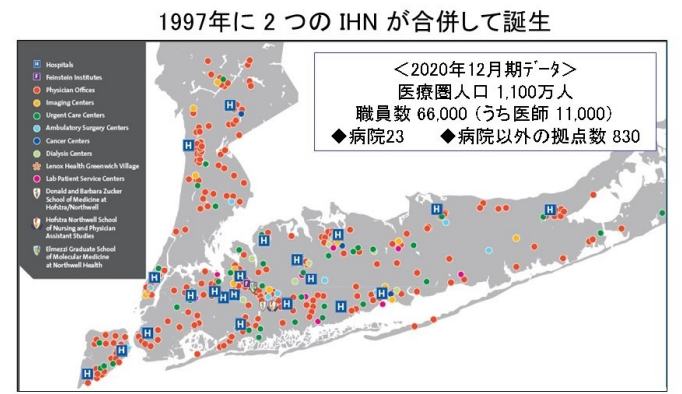 1997年に 2 つの IHN が合併して誕生
Hospitals
Feinstein Institutes
Physician Offices
Imaging Centers
Urgent Care Centers
Ambulatory Surgery Centers
Cancer Centers
Dialysis Centers
Lenox Health Greenwich Village
Lab Patient Service Centers
Donald and Barbara Zucker
School of Medicine at
Hofstra/Northwell
Hofstra Northwell School
of Nursing and Physician
Assistant Studies
Elmezzi Graduate School
of Molecular Medicine
at Northwell Health
＜2020年12月期ﾃﾞｰﾀ＞
医療圏人口 1,100万人
職員数 66,000 (うち医師 11,000)
◆病院23 ◆病院以外の拠点数 830